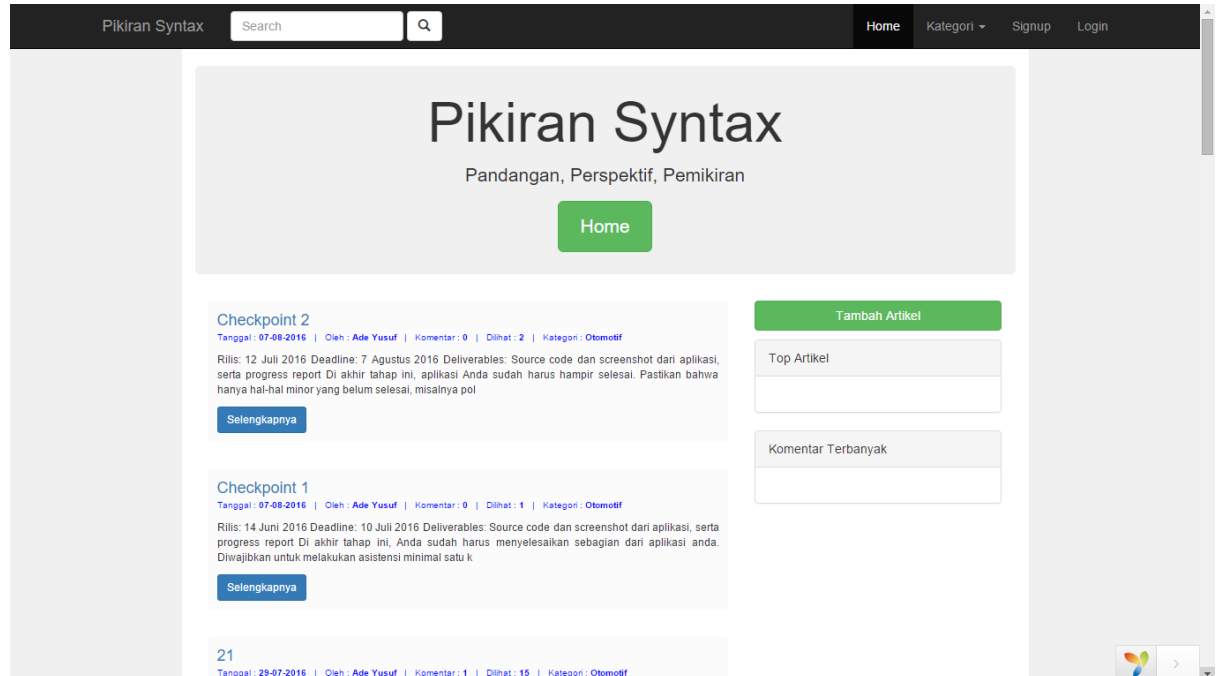 Pikiran Syntax
Search
Home
Kategori
Signup
Login
Pikiran Syntax
Pandangan, Perspektif, Pemikiran
Home
Checkpoint 2
Tanggal : 07-08-2016 | Oleh : Ade Yusuf | Komentar : 0 | Dilihat : 2 | Kategori : Otomotif
Rilis: 12 Juli 2016 Deadline: 7 Agustus 2016 Deliverables: Source code dan screenshot dari aplikasi,
serta progress report Di akhir tahap ini, aplikasi Anda sudah harus hampir selesai. Pastikan bahwa
hanya hal-hal minor yang belum selesai, misalnya pol
Selengkapnya
Checkpoint 1
Tanggal : 07-08-2016 | Oleh : Ade Yusuf | Komentar : 0 | Dilihat : 1 | Kategori : Otomotif
Rilis: 14 Juni 2016 Deadline: 10 Juli 2016 Deliverables: Source code dan screenshot dari aplikasi, serta
progress report Di akhir tahap ini, Anda sudah harus menyelesaikan sebagian dari aplikasi anda.
Diwajibkan untuk melakukan asistensi minimal satu k
Selengkapnya
21
Tanggal : 29-07-2016 | Oleh : Ade Yusuf | Komentar : 1 | Dilihat : 15 | Kategori : Otomotif
Tambah Artikel
Top Artikel
Komentar Terbanyak